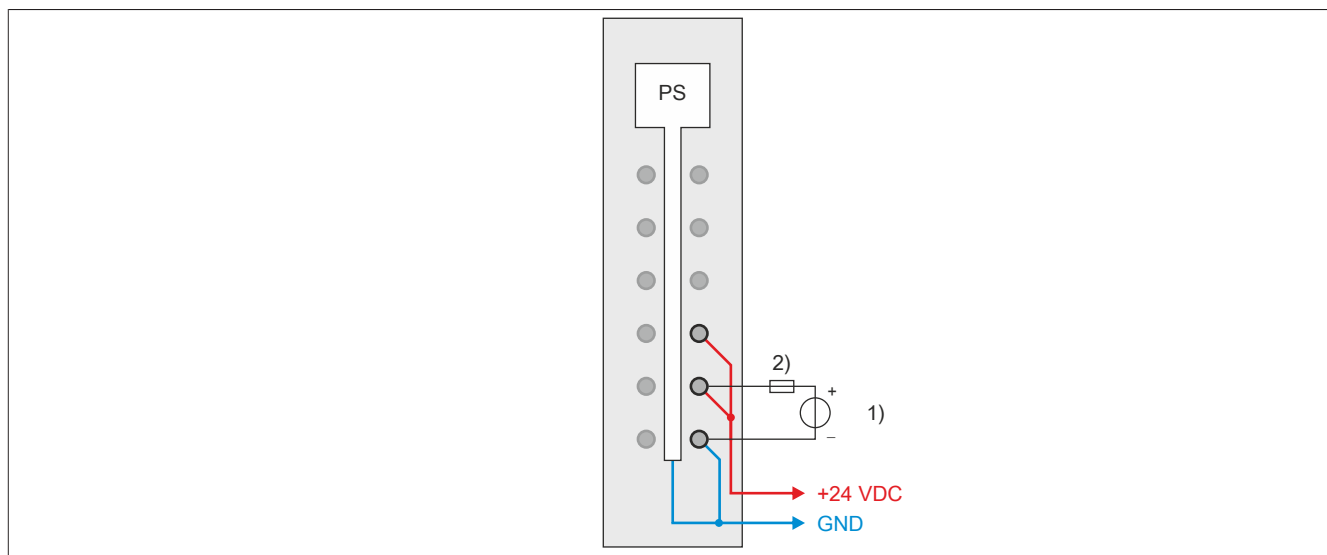 PS
2)
+
1)
–
+24 VDC
GND